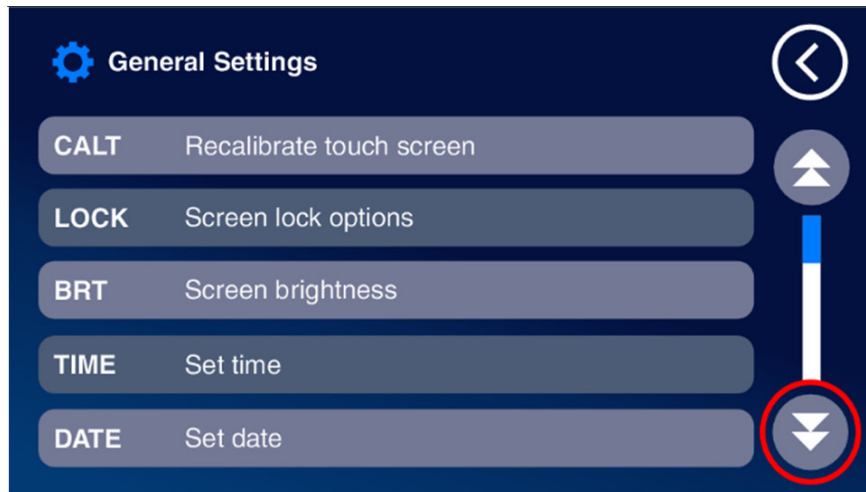 General Settings
CALT Recalibrate touch screen
LOCK Screen lock options
BRT Screen brightness
TIME Set time
DATE Set date